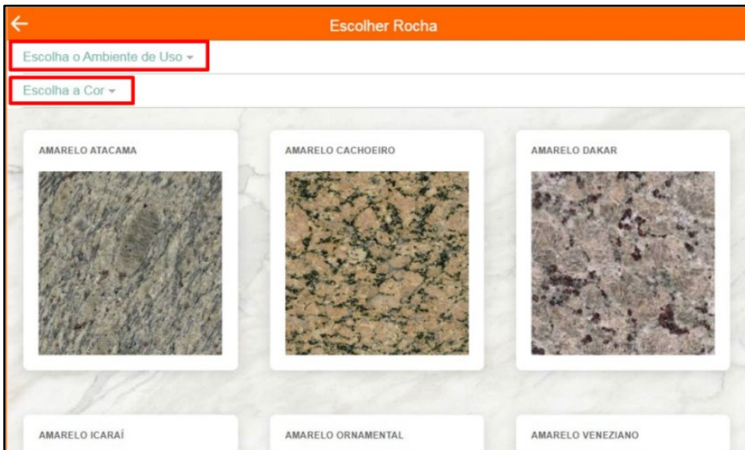 Escolher Rocha
Escolha o Ambiente de Uso
Escolha a Cor
AMARELO ATACAMA
AMARELO CACHOEIRO
AMARELO DAKAR
AMARELO ICARAÍ
AMARELO ORNAMENTAL
AMARELO VENEZIANO